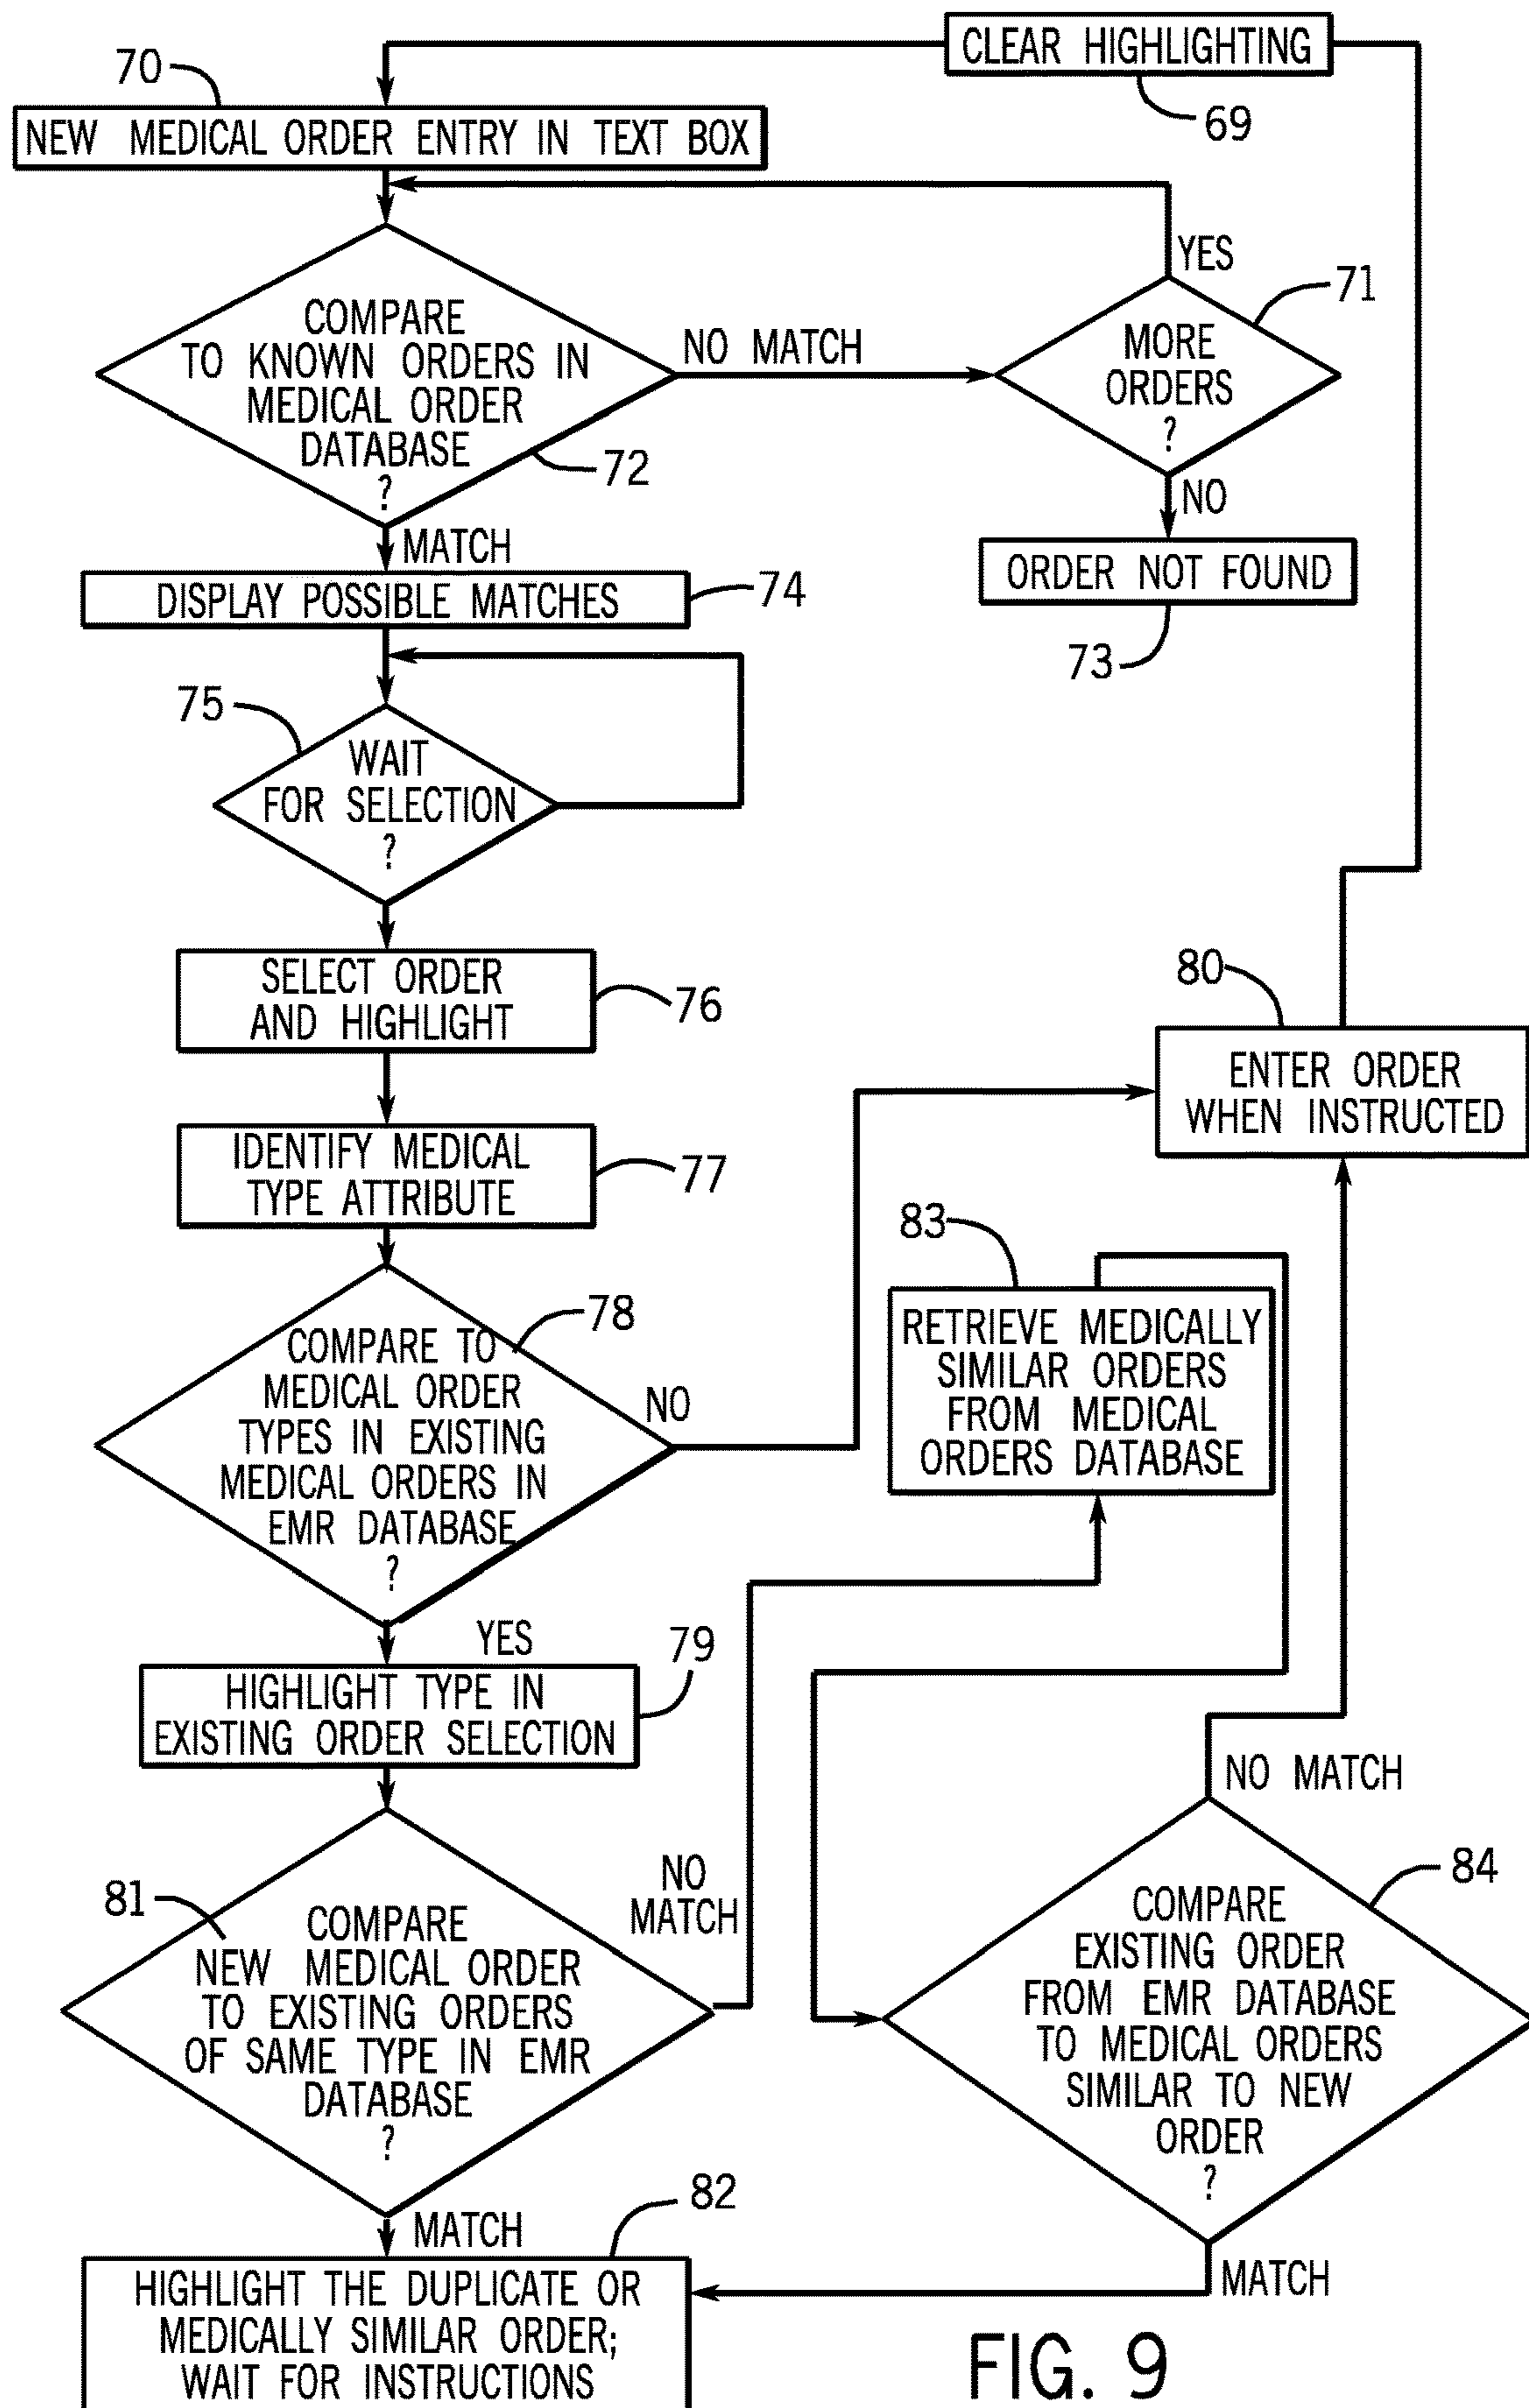 CLEAR HIGHLIGHTING
69
70
NEW MEDICAL ORDER ENTRY IN TEXT BOX
YES
71
MORE
ORDERS
?
COMPARE
TO KNOWN ORDERS IN
MEDICAL ORDER
DATABASE
?
72
NO MATCH
NO
ORDER NOT FOUND
73
MATCH
DISPLAY POSSIBLE MATCHES
74
75
WAIT
FOR SELECTION
?
SELECT ORDER
AND HIGHLIGHT
76
80
ENTER ORDER
WHEN INSTRUCTED
IDENTIFY MEDICAL
TYPE ATTRIBUTE
77
83
RETRIEVE MEDICALLY
SIMILAR ORDERS
FROM MEDICAL
ORDERS DATABASE
78
COMPARE TO
MEDICAL ORDER
TYPES IN EXISTING
MEDICAL ORDERS IN
EMR DATABASE
?
NO
YES
79
HIGHLIGHT TYPE IN
EXISTING ORDER SELECTION
NO MATCH
NO
MATCH
81
COMPARE
NEW MEDICAL ORDER
TO EXISTING ORDERS
OF SAME TYPE IN EMR
DATABASE
?
84
COMPARE
EXISTING ORDER
FROM EMR DATABASE
TO MEDICAL ORDERS
SIMILAR TO NEW
ORDER
?
MATCH
82
MATCH
HIGHLIGHT THE DUPLICATE OR
MEDICALLY SIMILAR ORDER;
WAIT FOR INSTRUCTIONS
FIG. 9